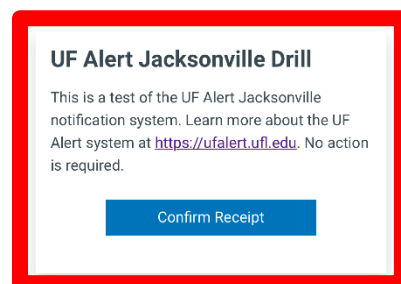 UF Alert Jacksonville Drill
This is a test of the UF Alert Jacksonville
notification system. Learn more about the UF
Alert system at https://ufalert.ufl.edu. No action
is required.
Confirm Receipt